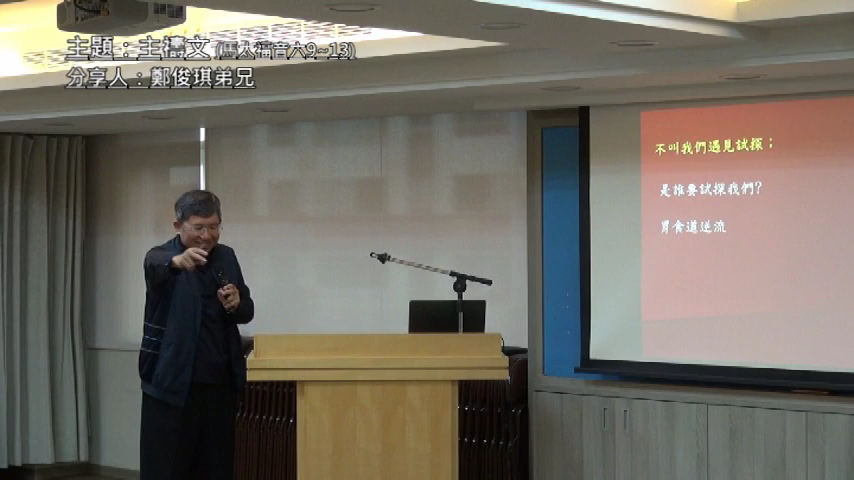 主題：主禱文 (馬太福音六9~13)
分享人：鄭俊琪弟兄
不叫我們遇見試探；
是誰要試探我們？
胃食道逆流